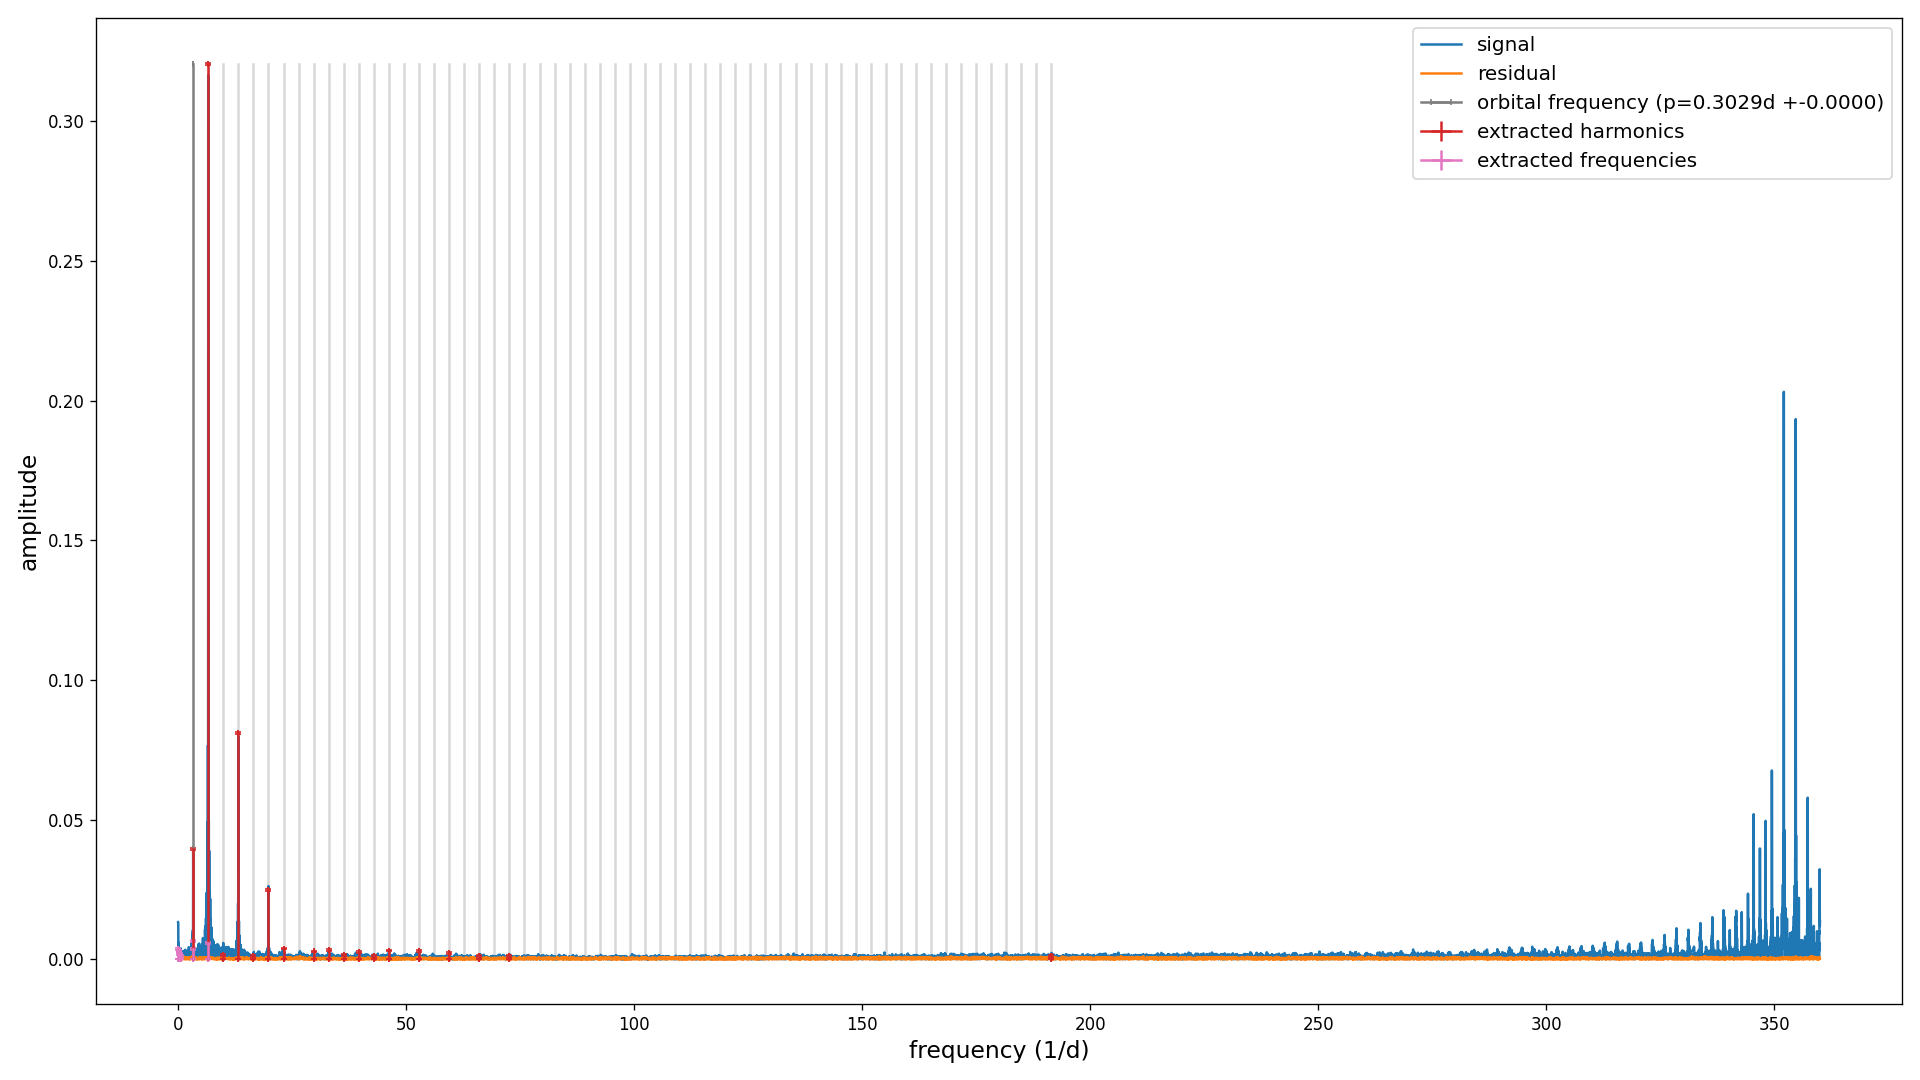 signal
residual
orbital frequency (p=0.3029d +-0.0000)
extracted harmonics
extracted frequencies
0.30
0.25
0.20
0.15
0.10
0.05
0.00
amplitude
0 50 100 150 200 250 300 350
frequency (1/d)